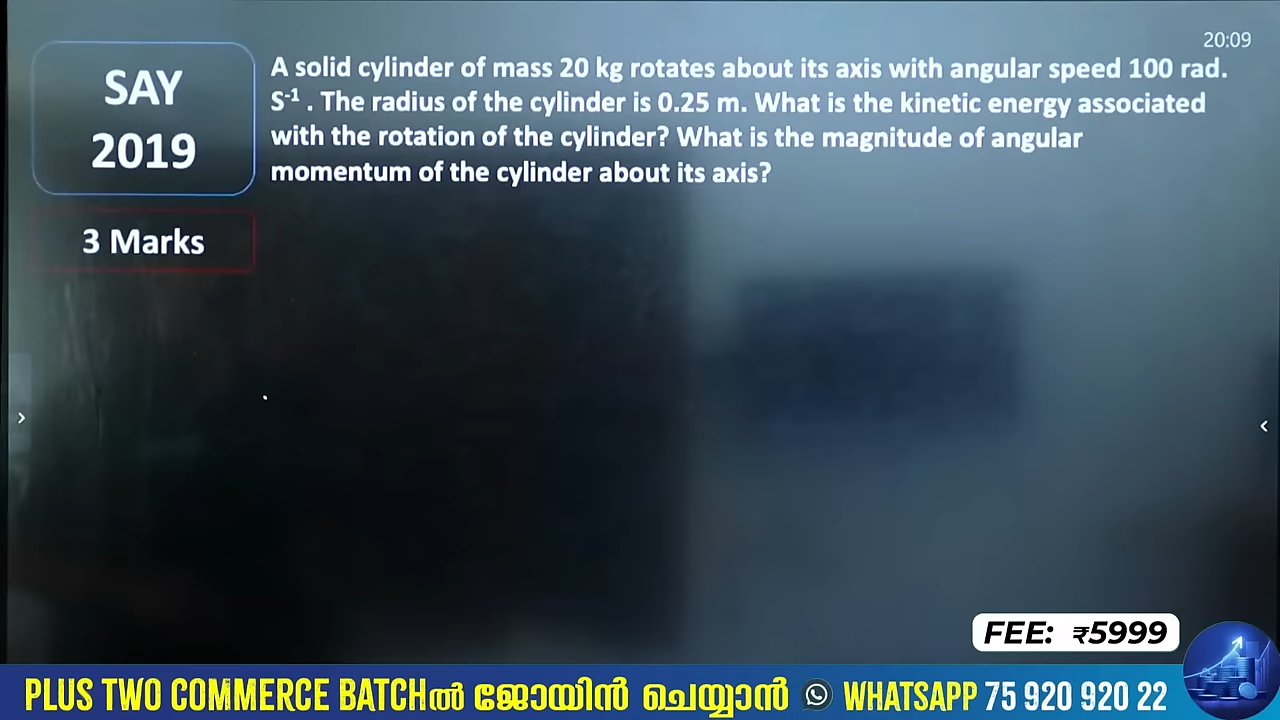 20:09
SAY
2019
3 Marks
A solid cylinder of mass 20 kg rotates about its axis with angular speed 100 rad.
S-1 . The radius of the cylinder is 0.25 m. What is the kinetic energy associated
with the rotation of the cylinder? What is the magnitude of angular
momentum of the cylinder about its axis?
FEE: ₹5999
PLUS TWO COMMERCE BATCHൽ ജോയിൻ ചെയ്യാൻ WHATSAPP 75 920 920 22